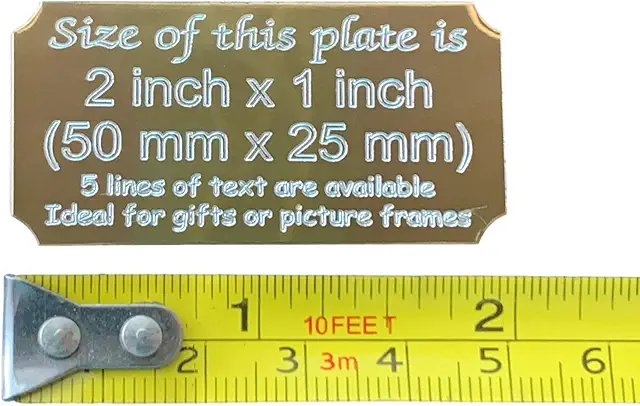 Size of this plate is
2 inch x 1 inch
(50 mm x 25 mm)
5 lines of text are available
Ideal for gifts or picture frames
1 10FEET 2
2 3 3m 4 5 6